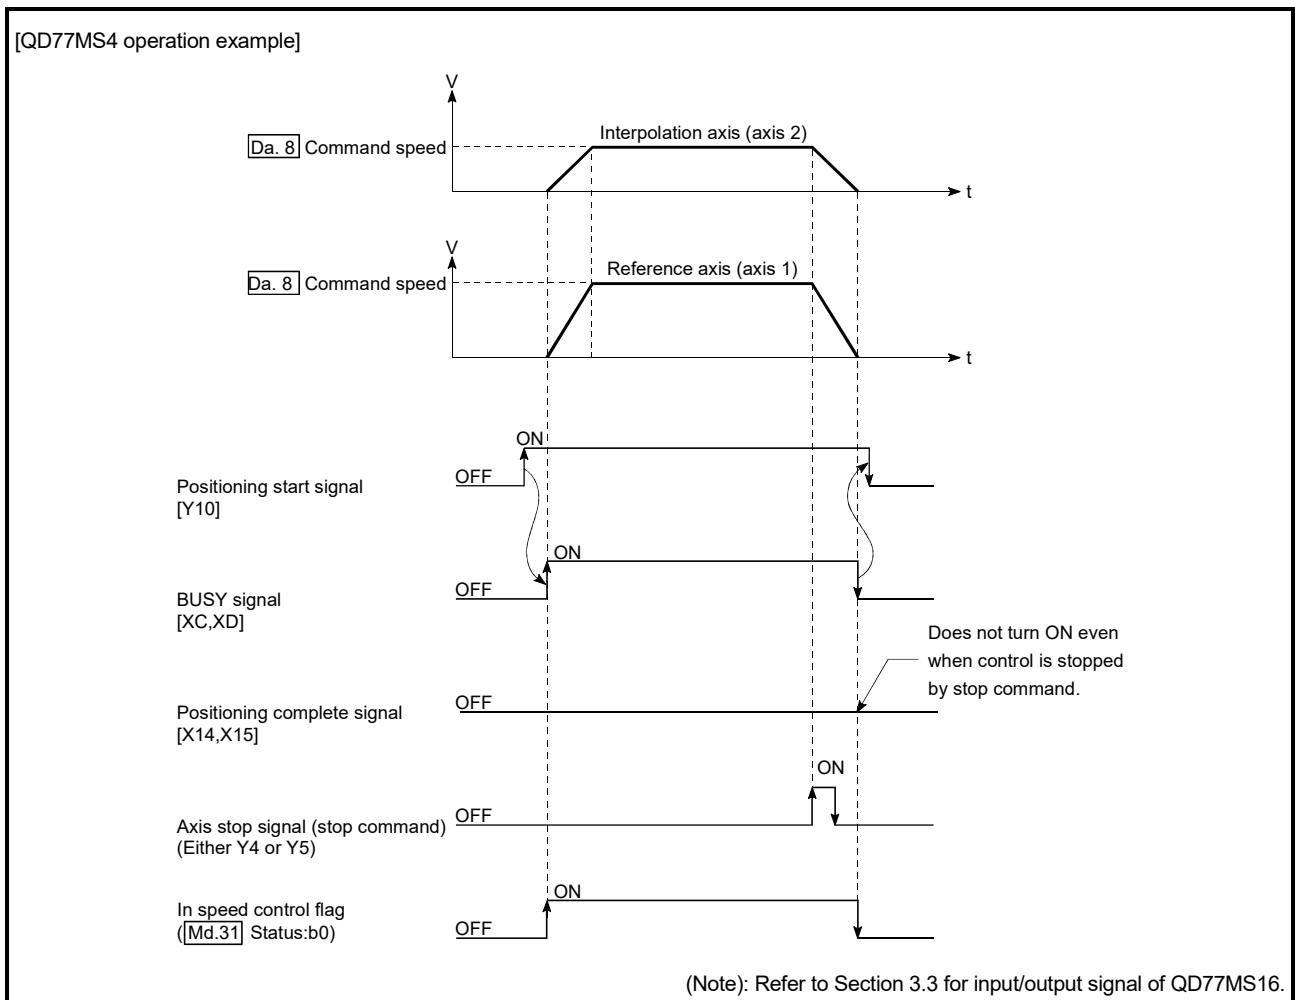 [QD77MS4 operation example]
V
Interpolation axis (axis 2)
Da. 8 Command speed
t
V
Reference axis (axis 1)
Da. 8 Command speed
t
ON
OFF
Positioning start signal
[Y10]
ON
OFF
BUSY signal
[XC,XD]
Does not turn ON even
when control is stopped
by stop command.
OFF
Positioning complete signal
[X14,X15]
ON
OFF
Axis stop signal (stop command)
(Either Y4 or Y5)
ON
In speed control flag
OFF
(Md.31 Status:b0)
(Note): Refer to Section 3.3 for input/output signal of QD77MS16.